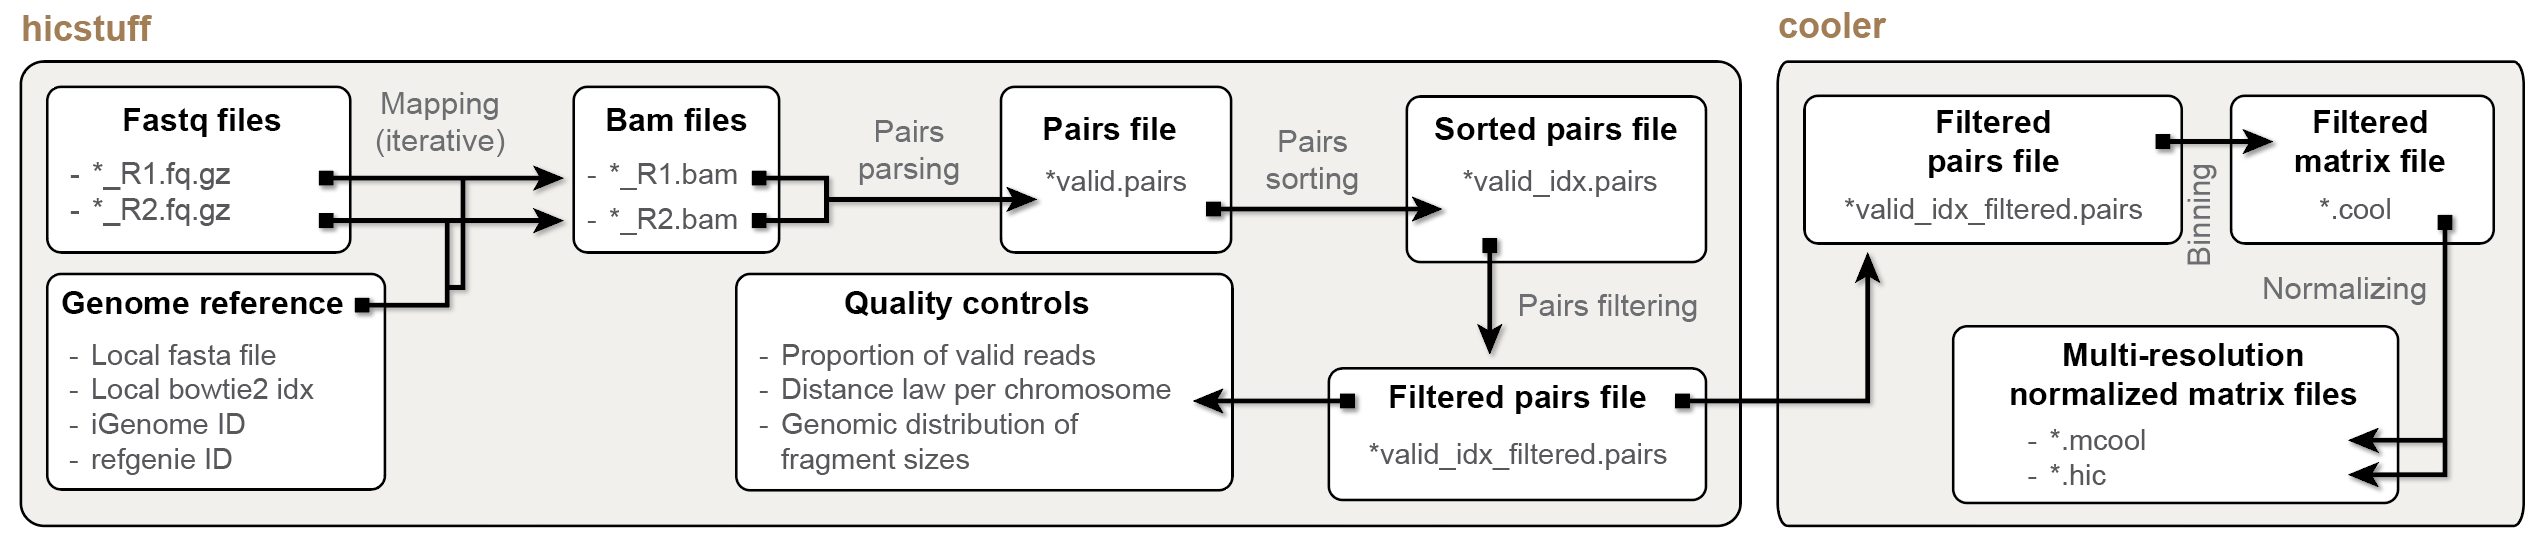 hicstuff
Fastq files
- *_R1.fq.gz
- *_R2.fq.gz
Mapping
(iterative)
Genome reference
- Local fasta file
- Local bowtie2 idx
- iGenome ID
- refgenie ID
Bam files
- *_R1.bam
- *_R2.bam
Pairs
parsing
Pairs file
*valid.pairs
Pairs
sorting
Sorted pairs file
*valid_idx.pairs
Pairs filtering
Filtered pairs file
*valid_idx_filtered.pairs
Quality controls
- Proportion of valid reads
- Distance law per chromosome
- Genomic distribution of
fragment sizes
cooler
Filtered
pairs file
*valid_idx_filtered.pairs
Binning
Filtered
matrix file
*.cool
Normalizing
Multi-resolution
normalized matrix files
- *.mcool
- *.hic